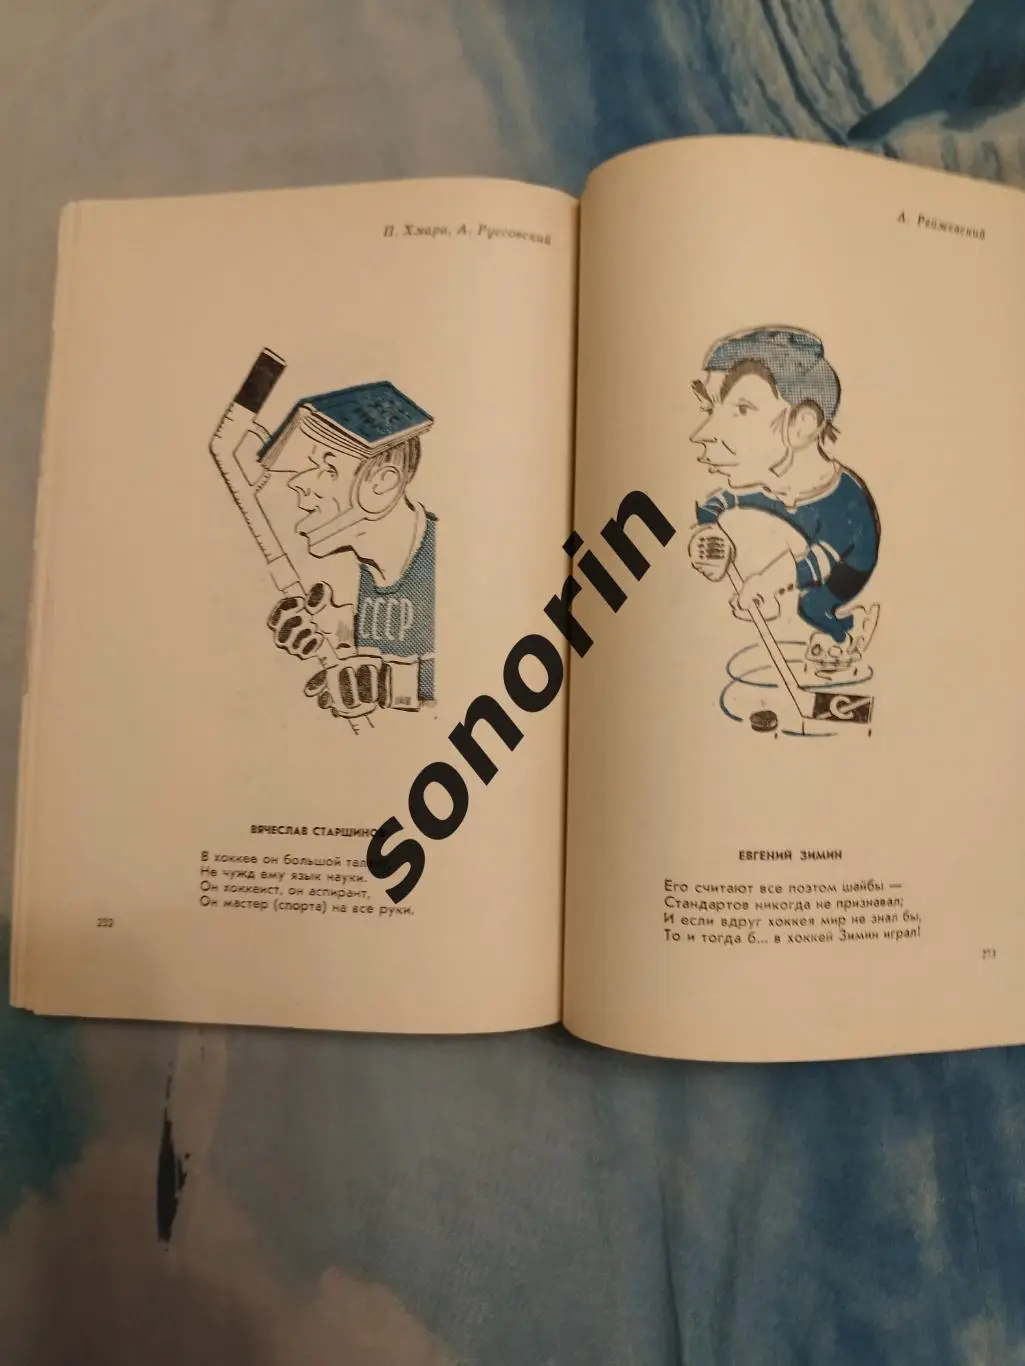 П. Хмара, А. Руссовский
СССР
ВЯЧЕСЛАВ СТАРШИНОВ
В хоккее он большой
Не чужд ему язык науки.
Он хоккеист, он аспирант,
Он мастер (спорта) на все руки.
232
А. Рейжевский
ЕВГЕНИЙ ЗИМИН
Его считают все поэтом шайбы —
Стандартов никогда не признавал;
И если вдруг хоккея мир не знал бы,
То и тогда б... в хоккей Зимин играл!
sonorin